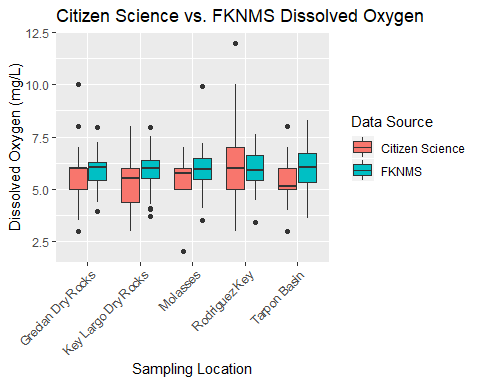 Citizen Science vs. FKNMS Dissolved Oxygen
12.5
10.0
7.5
5.0
2.5
Dissolved Oxygen (mg/L)
Grecian Dry Rocks
Key Largo Dry Rocks
Molasses
Rodriguez Key
Tarpon Basin
Sampling Location
Data Source
Citizen Science
FKNMS